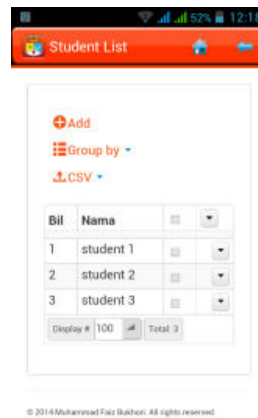 52% 12:18
Student List
Add
Group by
CSV
Bil Nama
1 student 1
2 student 2
3 student 3
Display # 100 Total: 3
© 2014 Muhammad Faiz Bukhori. All rights reserved